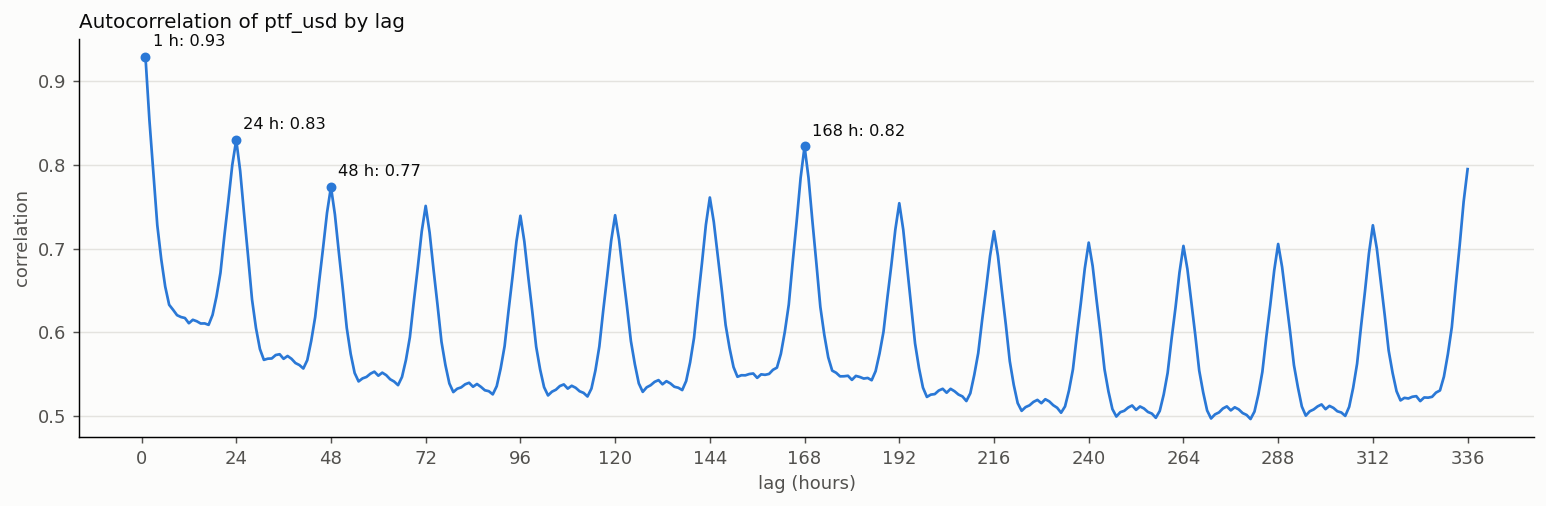 Autocorrelation of ptf_usd by lag
1 h: 0.93
24 h: 0.83
48 h: 0.77
168 h: 0.82
correlation
0.9
0.8
0.7
0.6
0.5
0 24 48 72 96 120 144 168 192 216 240 264 288 312 336
lag (hours)